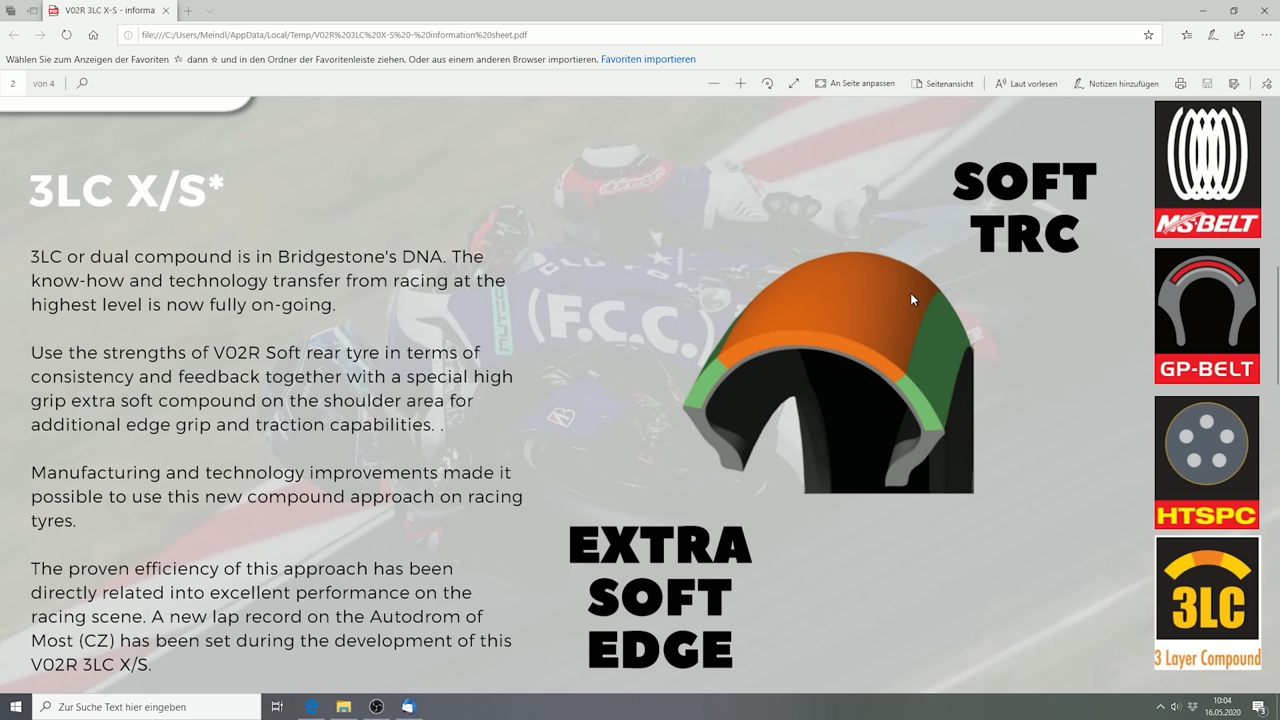 V02R 3LC X-S - informa
file:///C:/Users/Meindl/AppData/Local/Temp/V02R%203LC%20X-S%20-%20information%20sheet.pdf
Wählen Sie zum Anzeigen der Favoriten dann ☆ und in den Ordner der Favoritenleiste ziehen. Oder aus einem anderen Browser importieren. Favoriten importieren
2 von 4
An Seite anpassen
Seitenansicht
Laut vorlesen
Notizen hinzufügen
3LC X/S*
3LC or dual compound is in Bridgestone's DNA. The
know-how and technology transfer from racing at the
highest level is now fully on-going.
Use the strengths of V02R Soft rear tyre in terms of
consistency and feedback together with a special high
grip extra soft compound on the shoulder area for
additional edge grip and traction capabilities. .
Manufacturing and technology improvements made it
possible to use this new compound approach on racing
tyres.
The proven efficiency of this approach has been
directly related into excellent performance on the
racing scene. A new lap record on the Autodrom of
Most (CZ) has been set during the development of this
V02R 3LC X/S.
(F.C.C.)
SOFT
TRC
EXTRA
SOFT
EDGE
MS•BELT
GP-BELT
HTSPC
3LC
3 Layer Compound
Zur Suche Text hier eingeben
10:04
16.05.2020
3